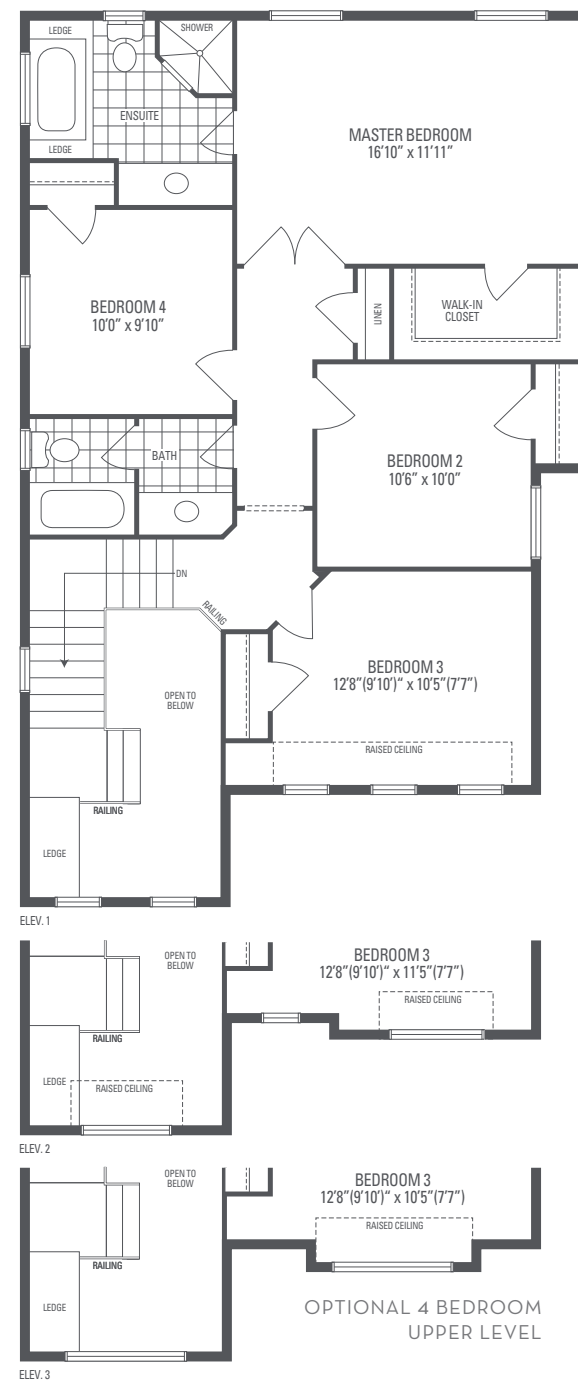 LEDGE
SHOWER
ENSUITE
MASTER BEDROOM
16'10" x 11'11"
LEDGE
BEDROOM 4
10'0" x 9'10"
LINEN
WALK-IN
CLOSET
BATH
BEDROOM 2
10'6" x 10'0"
DN
RAILING
BEDROOM 3
12'8"(9'10')" x 10'5"(7'7")
OPEN TO
BELOW
RAISED CEILING
RAILING
LEDGE
ELEV. 1
OPEN TO
BELOW
BEDROOM 3
12'8"(9'10')" x 11'5"(7'7")
RAISED CEILING
RAILING
LEDGE
RAISED CEILING
ELEV. 2
OPEN TO
BELOW
BEDROOM 3
12'8"(9'10')" x 10'5"(7'7")
RAISED CEILING
RAILING
LEDGE
OPTIONAL 4 BEDROOM
UPPER LEVEL
ELEV. 3